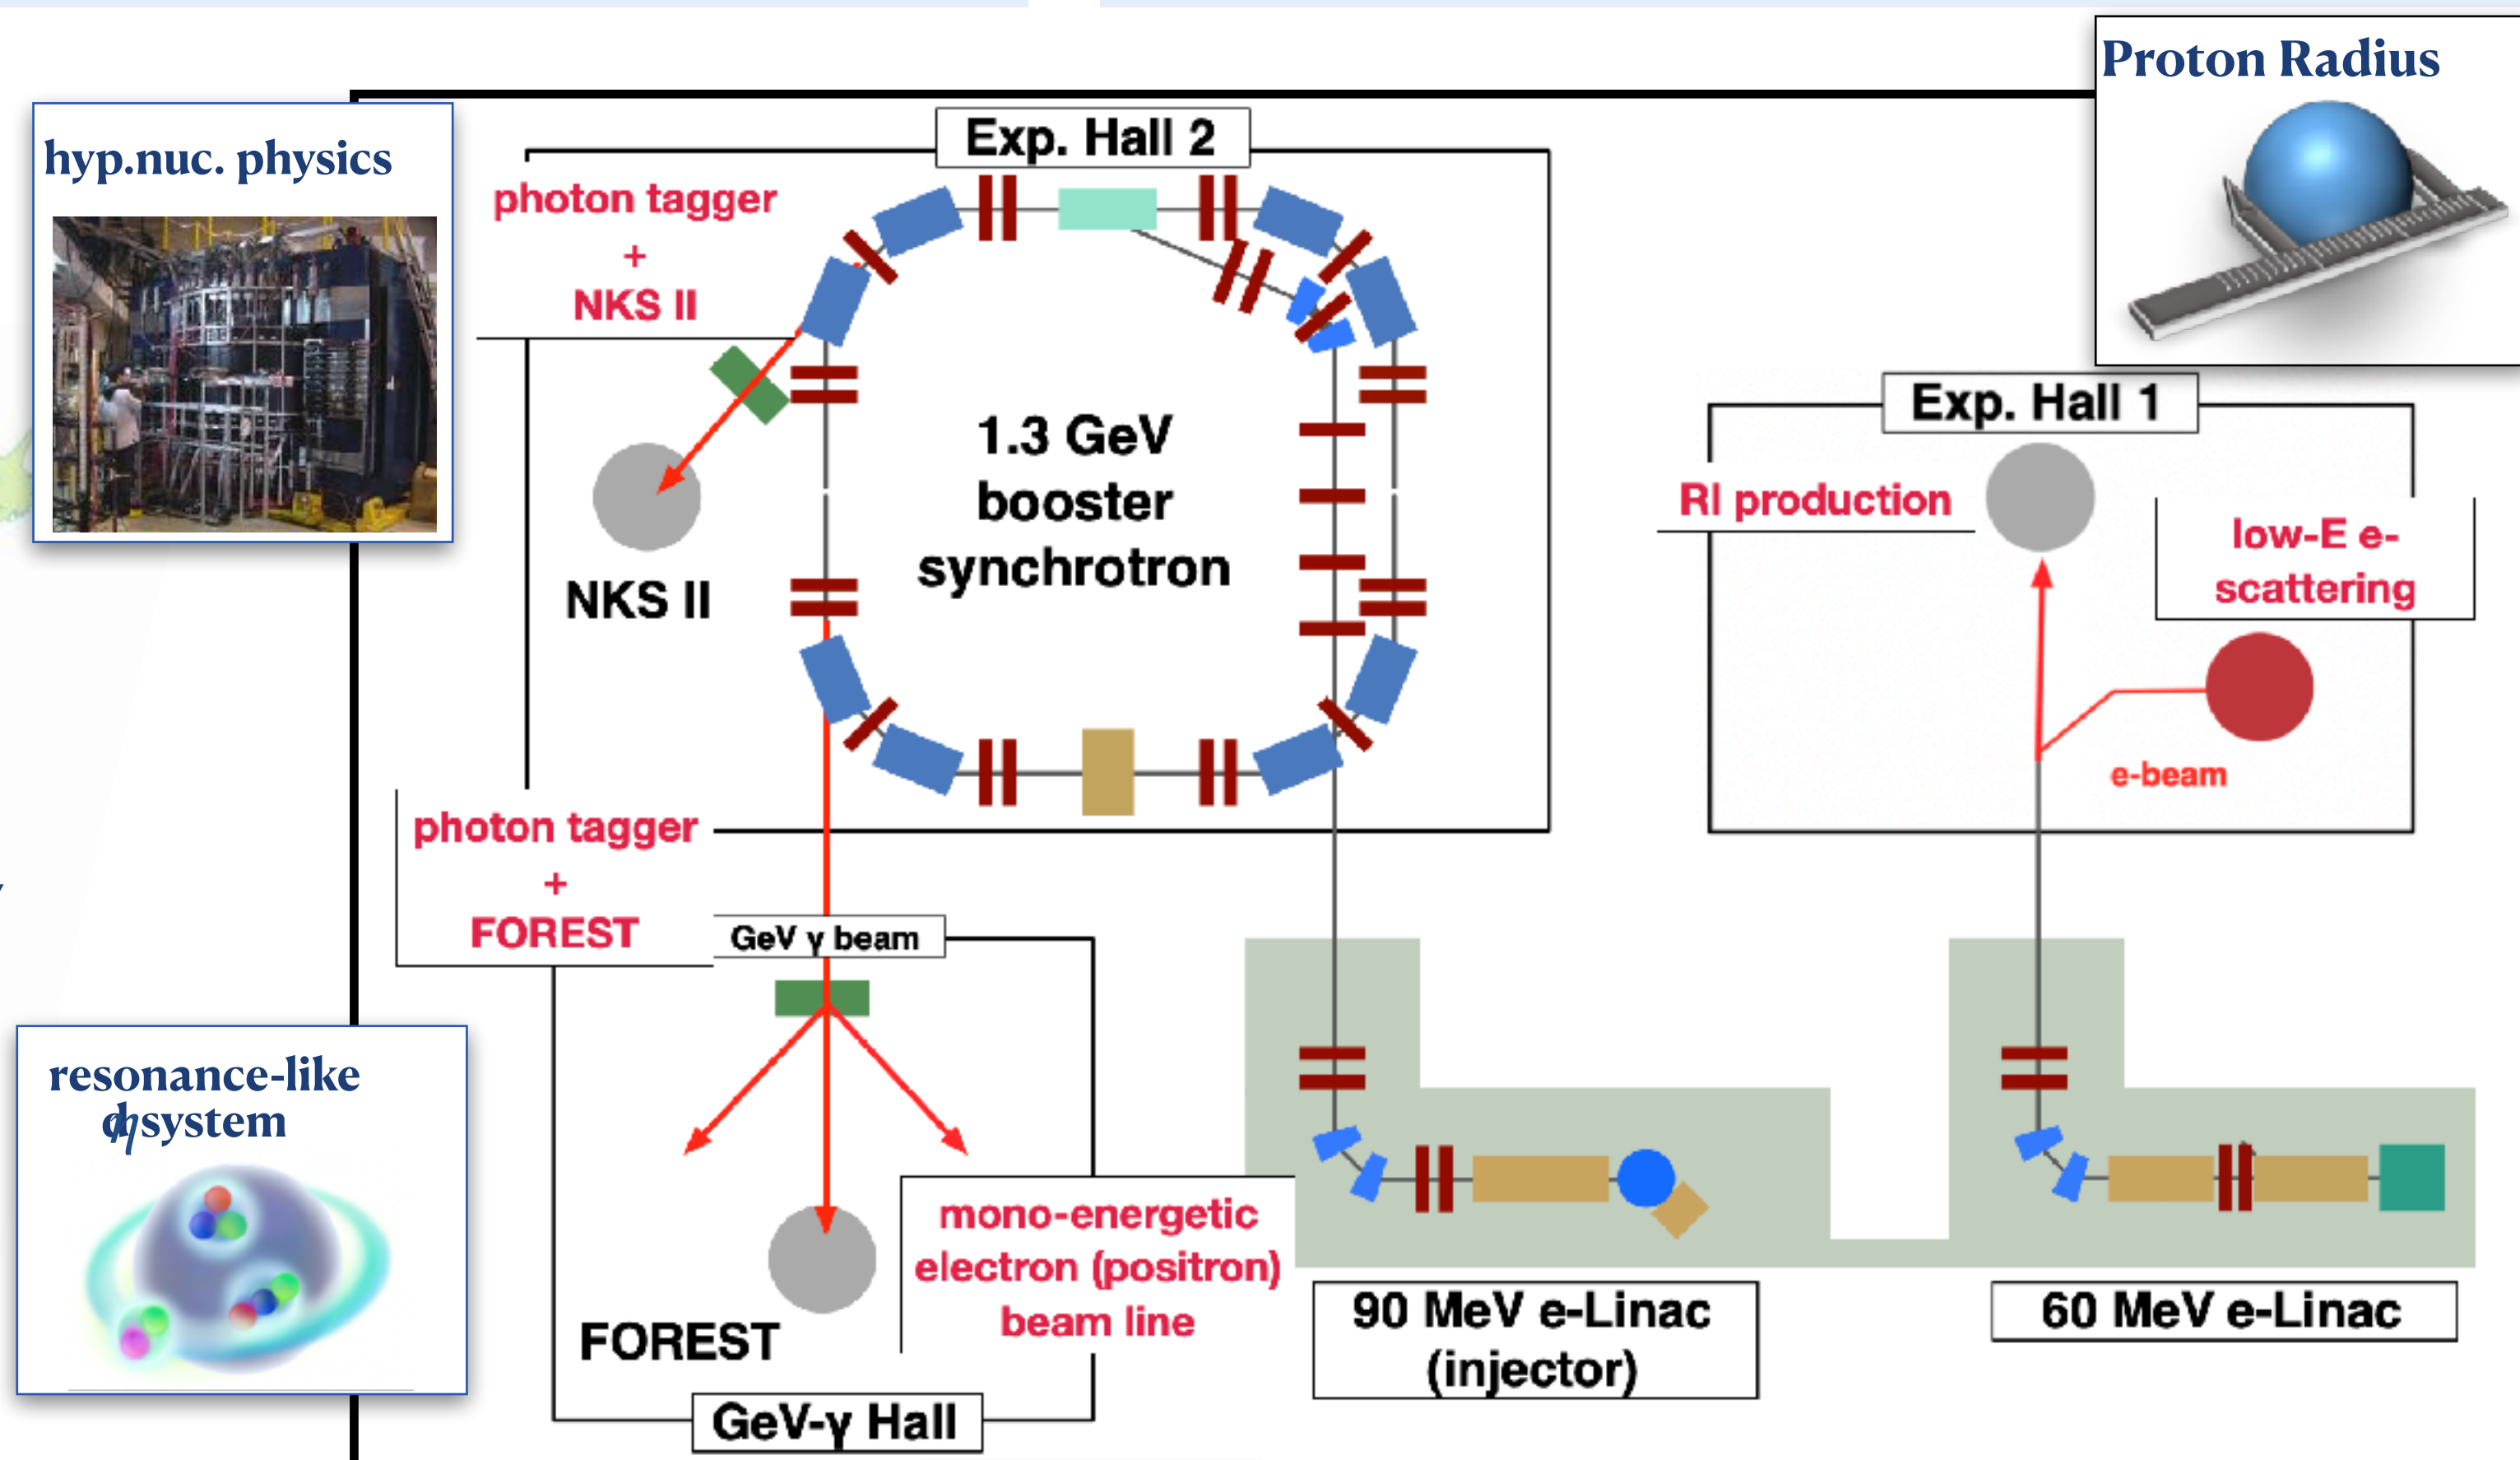 Proton Radius
hyp.nuc. physics
Exp. Hall 2
photon tagger
+
NKS II
1.3 GeV
booster
synchrotron
NKS II
Exp. Hall 1
RI production
low-E e-
scattering
e-beam
photon tagger
+
FOREST
GeV γ beam
resonance-like
dηsystem
mono-energetic
electron (positron)
beam line
FOREST
GeV-γ Hall
90 MeV e-Linac
(injector)
60 MeV e-Linac